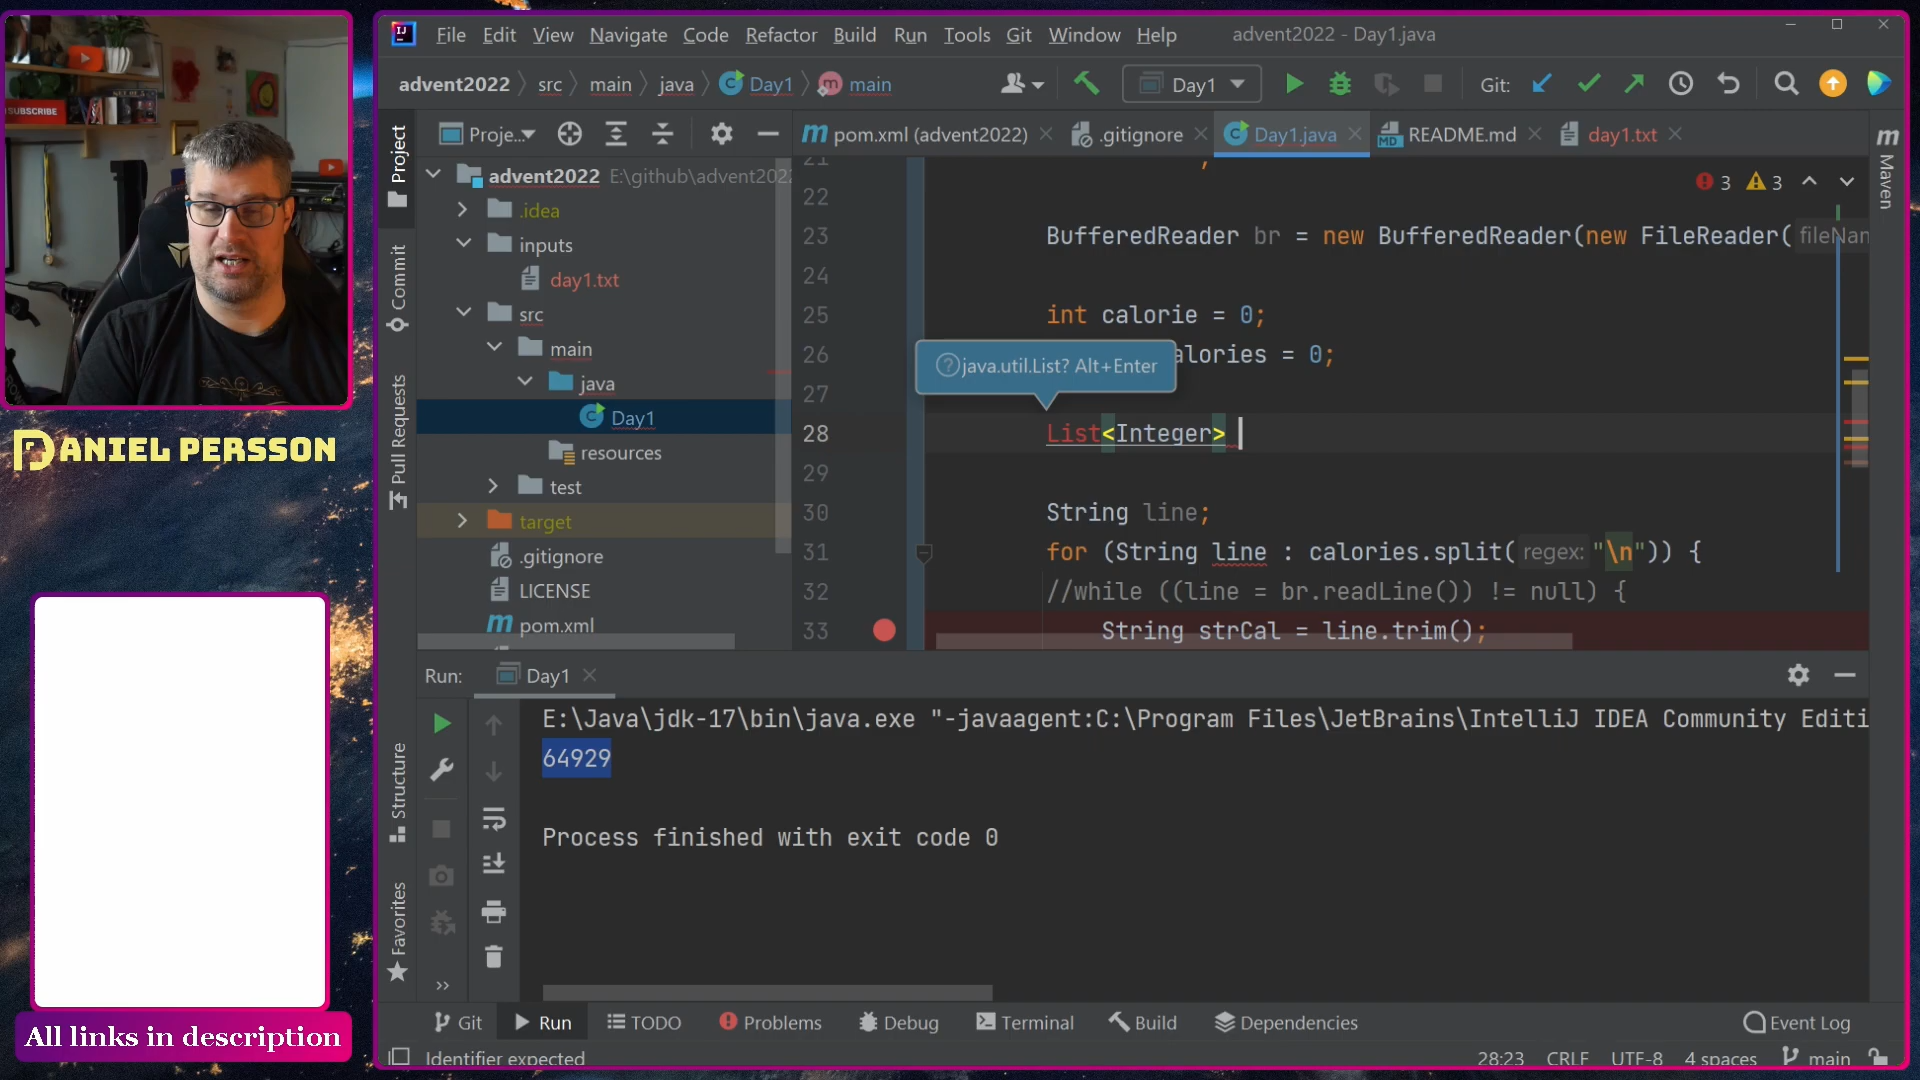 SUBSCRIBE
DANIEL PERSSON
All links in description
IJ File Edit View Navigate Code Refactor Build Run Tools Git Window Help advent2022 - Day1.java
advent2022 src main java Day1 m main Day1 Git:
Proje... m pom.xml (advent2022) .gitignore C Day1.java MD README.md day1.txt
advent2022 E:\github\advent2022
.idea
inputs
day1.txt
src
main
java
Day1
resources
test
target
.gitignore
LICENSE
m pom.xml
Project
Commit
Pull Requests
Structure
Favorites
m Maven
3 3
21 ;
22
23 BufferedReader br = new BufferedReader(new FileReader( fileNam
24
25 int calorie = 0;
26 alories = 0;
java.util.List? Alt+Enter
27
28 List<Integer>
29
30 String line;
31 for (String line : calories.split( regex: "\n")) {
32 //while ((line = br.readLine()) != null) {
33 String strCal = line.trim();
Run: Day1
E:\Java\jdk-17\bin\java.exe "-javaagent:C:\Program Files\JetBrains\IntelliJ IDEA Community Editi
64929
Process finished with exit code 0
Git Run TODO Problems Debug Terminal Build Dependencies Event Log
Identifier expected 28:23 CRLF UTF-8 4 spaces main